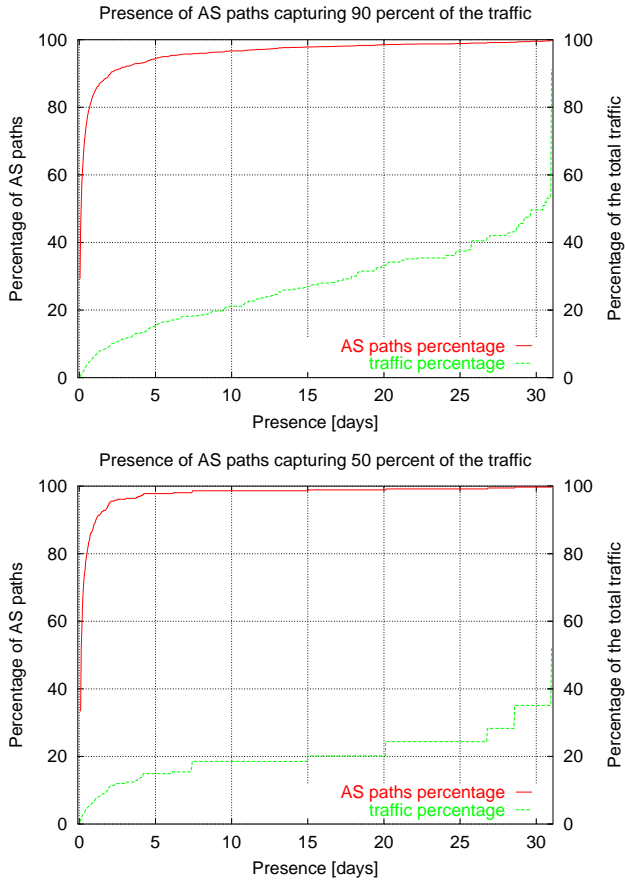 Presence of AS paths capturing 90 percent of the traffic
100
80
60
40
20
0
Percentage of AS paths
100
80
60
40
20
0
Percentage of the total traffic
AS paths percentage
traffic percentage
0 5 10 15 20 25 30
Presence [days]
Presence of AS paths capturing 50 percent of the traffic
100
80
60
40
20
0
Percentage of AS paths
100
80
60
40
20
0
Percentage of the total traffic
AS paths percentage
traffic percentage
0 5 10 15 20 25 30
Presence [days]